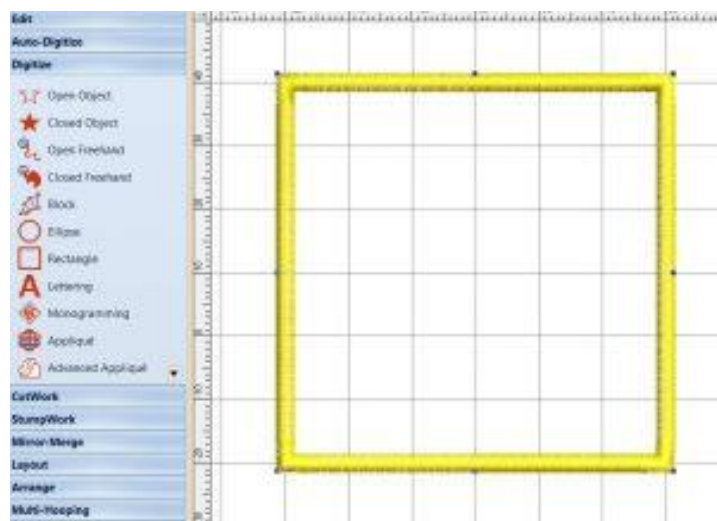 Edit
Auto-Digitize
Digitize
Open Object
Closed Object
Open Freehand
Closed Freehand
Block
Ellipse
Rectangle
A Lettering
Monogramming
Appliqué
Advanced Appliqué
CutWork
StumpWork
Mirror-Merge
Layout
Arrange
Multi-Hooping